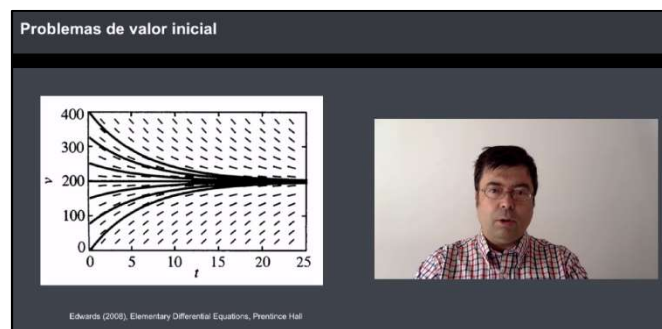 Problemas de valor inicial
400
300
200
100
0
v
0 5 10 15 20 25
t
Edwards (2008), Elementary Differential Equations, Prentince Hall